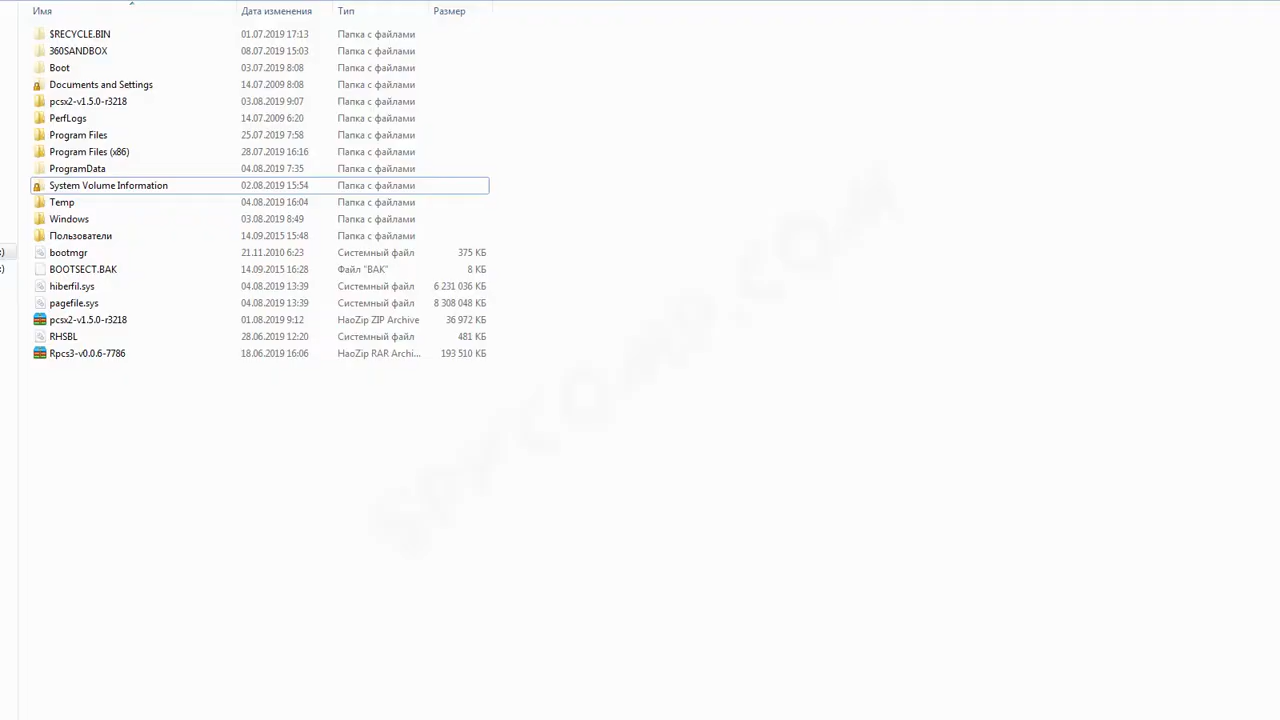 Имя Дата изменения Тип Размер
$RECYCLE.BIN 01.07.2019 17:13 Папка с файлами
360SANDBOX 08.07.2019 15:03 Папка с файлами
Boot 03.07.2019 8:08 Папка с файлами
Documents and Settings 14.07.2009 8:08 Папка с файлами
pcsx2-v1.5.0-r3218 03.08.2019 9:07 Папка с файлами
PerfLogs 14.07.2009 6:20 Папка с файлами
Program Files 25.07.2019 7:58 Папка с файлами
Program Files (x86) 28.07.2019 16:16 Папка с файлами
ProgramData 04.08.2019 7:35 Папка с файлами
System Volume Information 02.08.2019 15:54 Папка с файлами
Temp 04.08.2019 16:04 Папка с файлами
Windows 03.08.2019 8:49 Папка с файлами
Пользователи 14.09.2015 15:48 Папка с файлами
:) bootmgr 21.11.2010 6:23 Системный файл 375 КБ
:) BOOTSECT.BAK 14.09.2015 16:28 Файл "BAK" 8 КБ
hiberfil.sys 04.08.2019 13:39 Системный файл 6 231 036 КБ
pagefile.sys 04.08.2019 13:39 Системный файл 8 308 048 КБ
pcsx2-v1.5.0-r3218 01.08.2019 9:12 HaoZip ZIP Archive 36 972 КБ
RHSBL 28.06.2019 12:20 Системный файл 481 КБ
Rpcs3-v0.0.6-7786 18.06.2019 16:06 HaoZip RAR Archi... 193 510 КБ